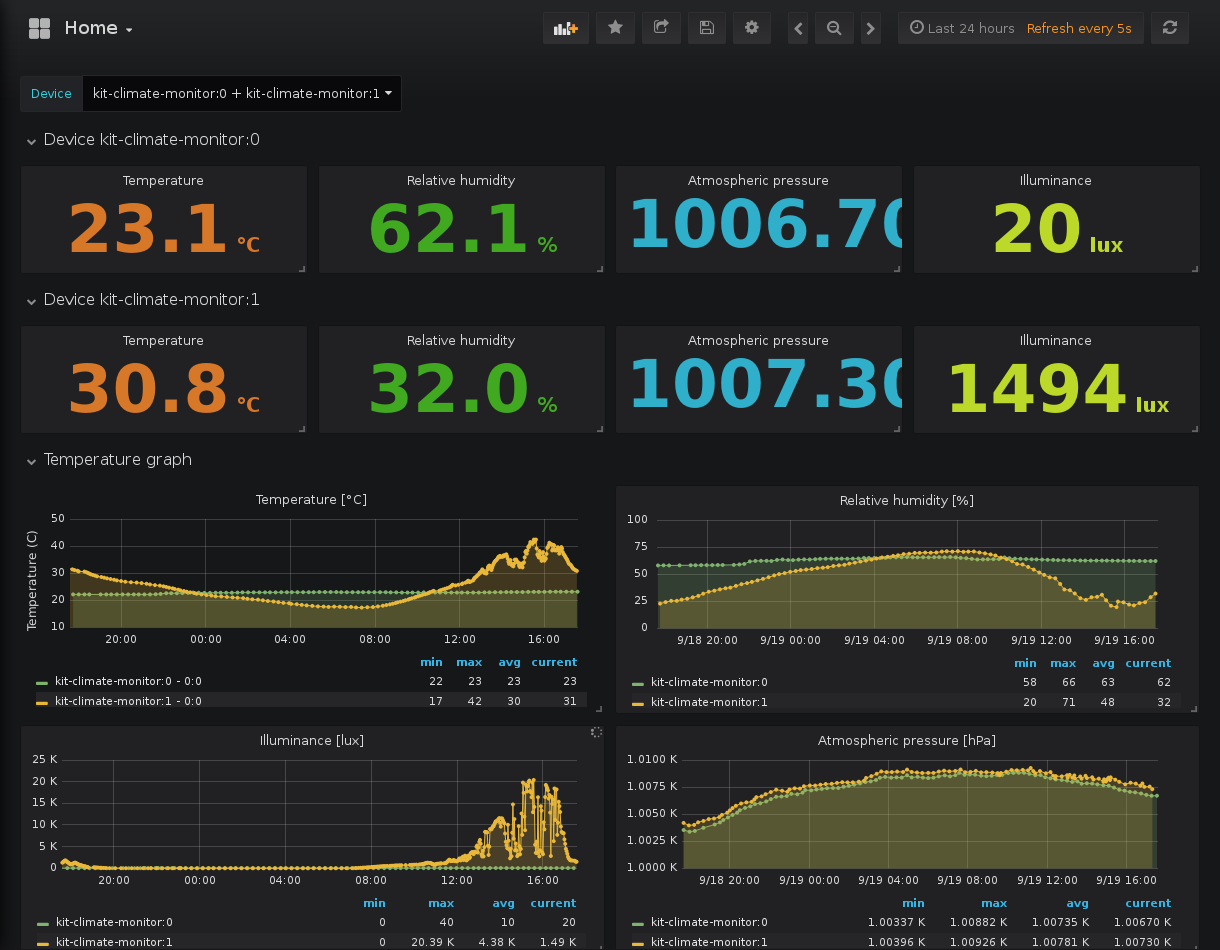 Home
Last 24 hours Refresh every 5s
Device kit-climate-monitor:0 + kit-climate-monitor:1
Device kit-climate-monitor:0
Temperature Relative humidity Atmospheric pressure Illuminance
23.1 °C 62.1 % 1006.70 20 lux
Device kit-climate-monitor:1
Temperature Relative humidity Atmospheric pressure Illuminance
30.8 °C 32.0 % 1007.30 1494 lux
Temperature graph
Temperature [°C]
Temperature (C)
50
40
30
20
10
20:00 00:00 04:00 08:00 12:00 16:00
min max avg current
kit-climate-monitor:0 - 0:0 22 23 23 23
kit-climate-monitor:1 - 0:0 17 42 30 31
Relative humidity [%]
100
75
50
25
0
9/18 20:00 9/19 00:00 9/19 04:00 9/19 08:00 9/19 12:00 9/19 16:00
min max avg current
kit-climate-monitor:0 58 66 63 62
kit-climate-monitor:1 20 71 48 32
Illuminance [lux]
25 K
20 K
15 K
10 K
5 K
0
20:00 00:00 04:00 08:00 12:00 16:00
min max avg current
kit-climate-monitor:0 0 40 10 20
kit-climate-monitor:1 0 20.39 K 4.38 K 1.49 K
Atmospheric pressure [hPa]
1.0100 K
1.0075 K
1.0050 K
1.0025 K
1.0000 K
9/18 20:00 9/19 00:00 9/19 04:00 9/19 08:00 9/19 12:00 9/19 16:00
min max avg current
kit-climate-monitor:0 1.00337 K 1.00882 K 1.00735 K 1.00670 K
kit-climate-monitor:1 1.00396 K 1.00926 K 1.00781 K 1.00730 K